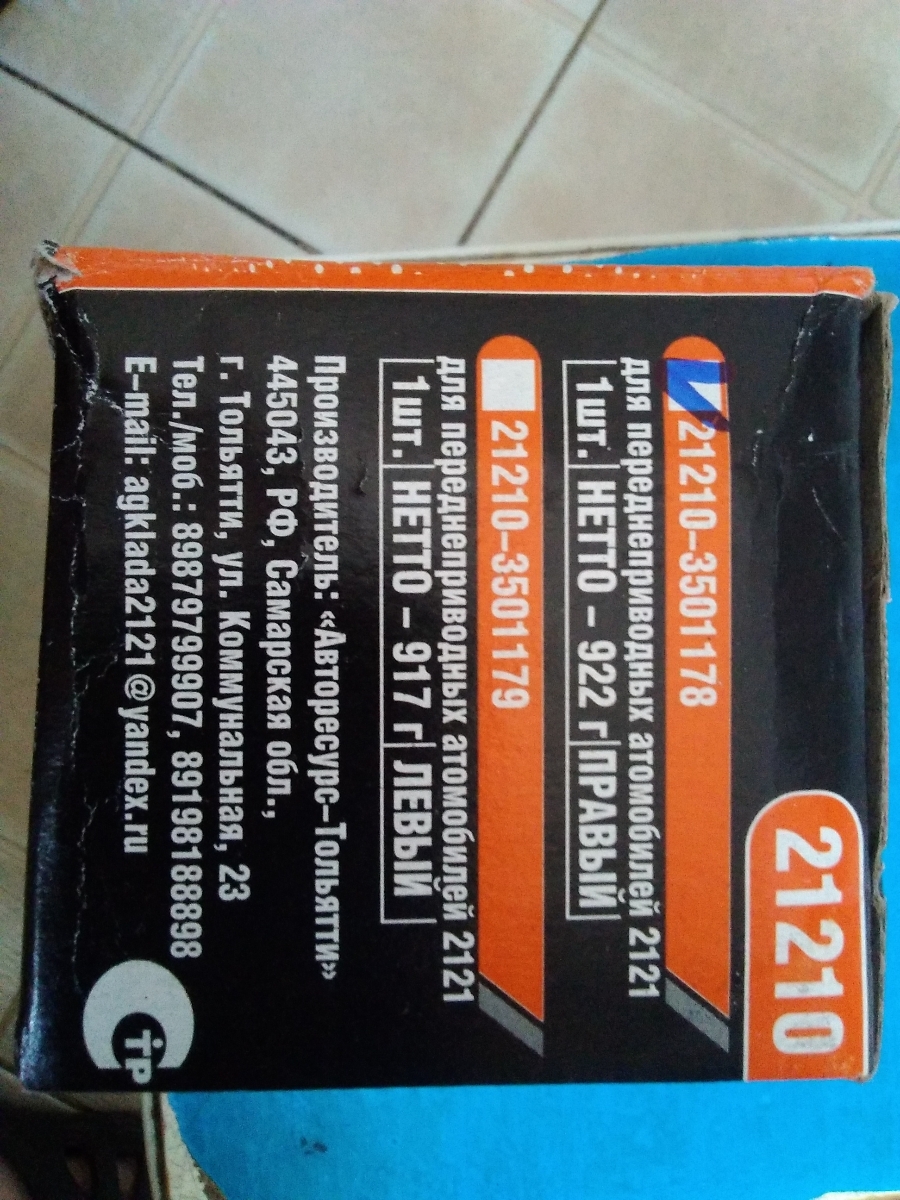 21210
21210-3501178
для переднеприводных атомобилей 2121
1шт. НЕТТО - 922 г ПРАВЫЙ
21210-3501179
для переднеприводных атомобилей 2121
1шт. НЕТТО - 917 г ЛЕВЫЙ
Производитель: «Авторесурс-Тольятти»
445043, РФ, Самарская обл.,
г. Тольятти, ул. Коммунальная, 23
Тел./моб.: 89879799907, 89198188898
E-mail: agklada2121@yandex.ru